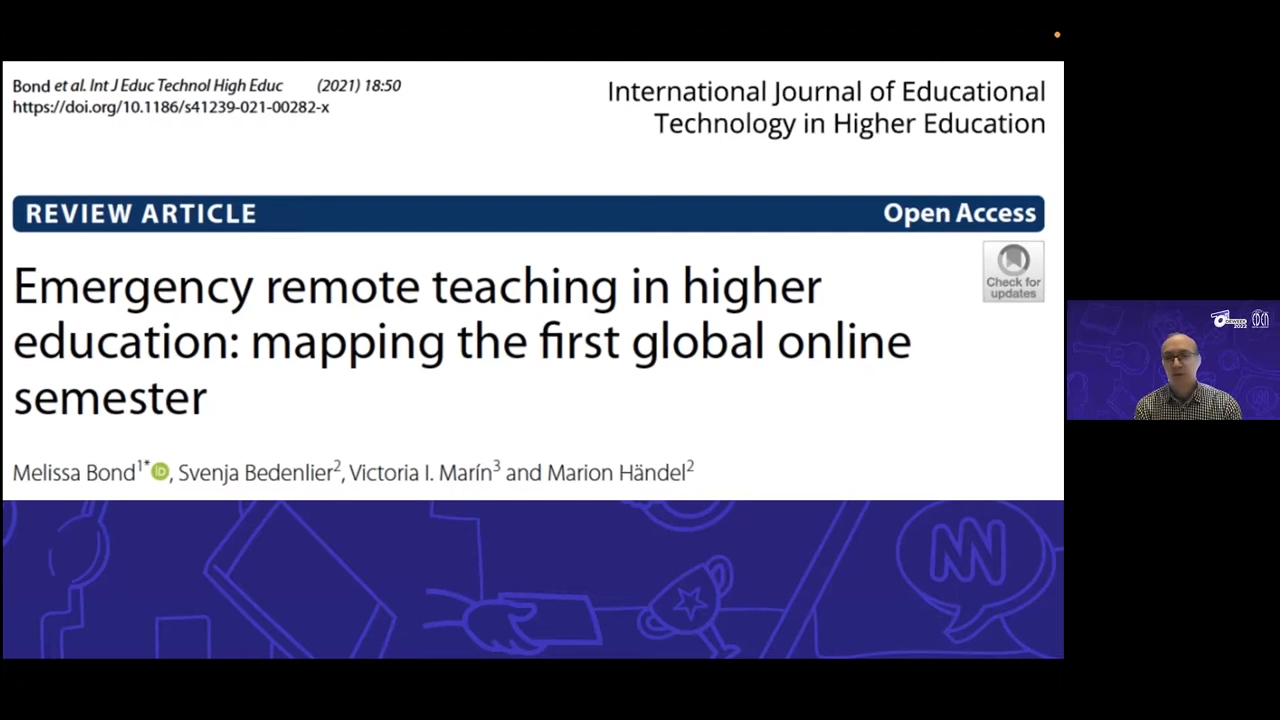 Bond et al. Int J Educ Technol High Educ (2021) 18:50
https://doi.org/10.1186/s41239-021-00282-x
International Journal of Educational
Technology in Higher Education
REVIEW ARTICLE
Open Access
Check for
updates
Emergency remote teaching in higher
education: mapping the first global online
semester
Melissa Bond1*, Svenja Bedenlier2, Victoria I. Marín3 and Marion Händel2